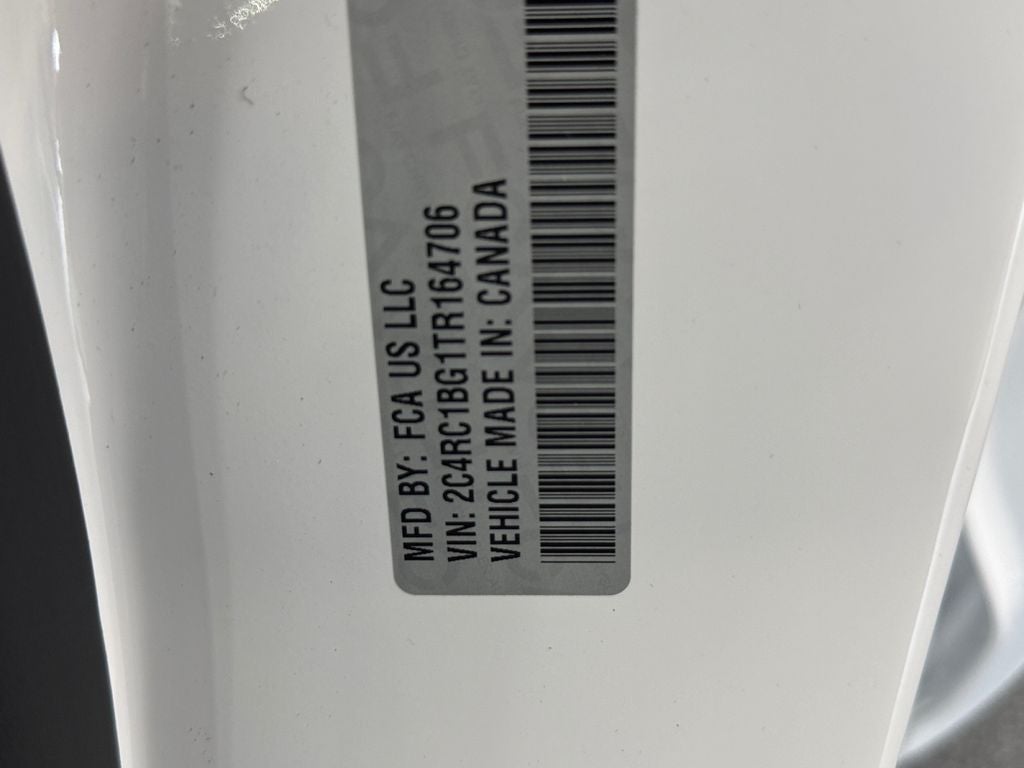 MFD BY: FCA US LLC
VIN: 2C4RC1BG1TR164706
VEHICLE MADE IN: CANADA